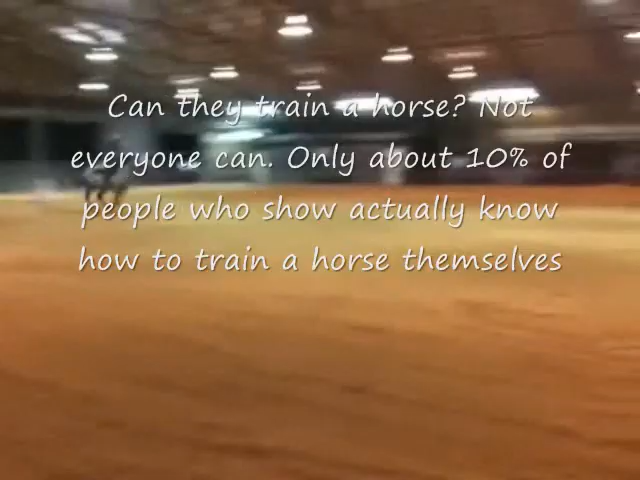 Can they train a horse? Not
everyone can. Only about 10% of
people who show actually know
how to train a horse themselves